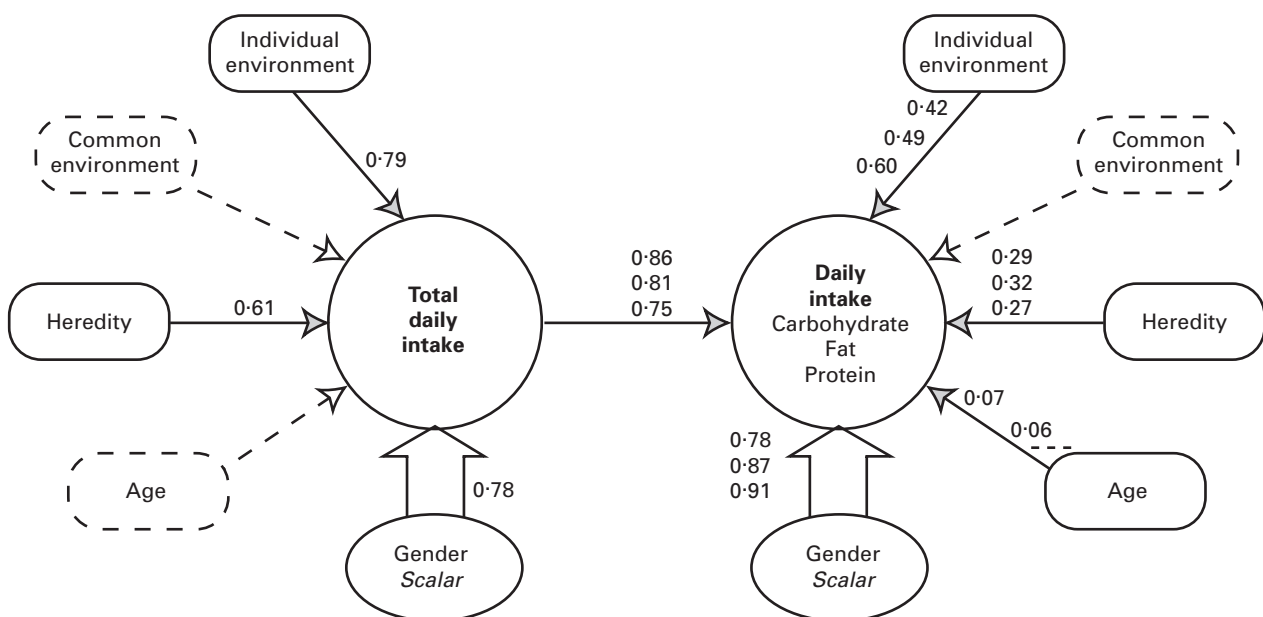 Individual
environment
Common
environment
0·79
Heredity
0·61
Total
daily
intake
Age
0·78
Gender
Scalar
0·86
0·81
0·75
Individual
environment
0·42
0·49
0·60
Common
environment
Daily
intake
Carbohydrate
Fat
Protein
0·29
0·32
0·27
Heredity
0·07
0·06
---
Age
0·78
0·87
0·91
Gender
Scalar